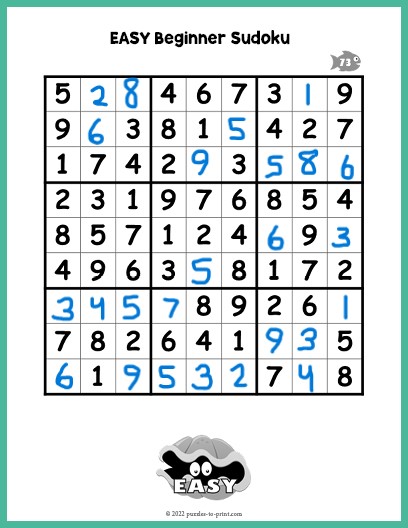 EASY Beginner Sudoku
73
5 2 8 4 6 7 3 1 9
9 6 3 8 1 5 4 2 7
1 7 4 2 9 3 5 8 6
2 3 1 9 7 6 8 5 4
8 5 7 1 2 4 6 9 3
4 9 6 3 5 8 1 7 2
3 4 5 7 8 9 2 6 1
7 8 2 6 4 1 9 3 5
6 1 9 5 3 2 7 4 8
EASY
© 2022 puzzles-to-print.com